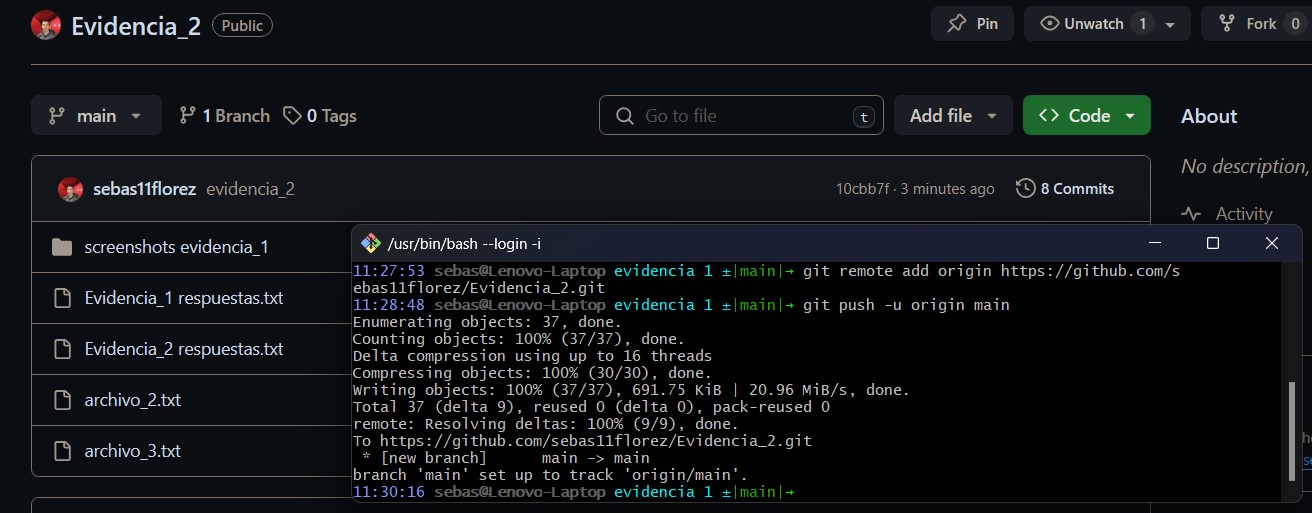 Evidencia_2 Public Pin Unwatch 1 Fork 0
main 1 Branch 0 Tags Go to file t Add file Code About
No description,
sebas11florez evidencia_2 10cbb7f · 3 minutes ago 8 Commits
Activity
screenshots evidencia_1
Evidencia_1 respuestas.txt
Evidencia_2 respuestas.txt
archivo_2.txt
archivo_3.txt
/usr/bin/bash --login -i
11:27:53 sebas@Lenovo-Laptop evidencia 1 ±|main|→ git remote add origin https://github.com/s
ebas11florez/Evidencia_2.git
11:28:48 sebas@Lenovo-Laptop evidencia 1 ±|main|→ git push -u origin main
Enumerating objects: 37, done.
Counting objects: 100% (37/37), done.
Delta compression using up to 16 threads
Compressing objects: 100% (30/30), done.
Writing objects: 100% (37/37), 691.75 KiB | 20.96 MiB/s, done.
Total 37 (delta 9), reused 0 (delta 0), pack-reused 0
remote: Resolving deltas: 100% (9/9), done.
To https://github.com/sebas11florez/Evidencia_2.git
 * [new branch]      main -> main
branch 'main' set up to track 'origin/main'.
11:30:16 sebas@Lenovo-Laptop evidencia 1 ±|main|→